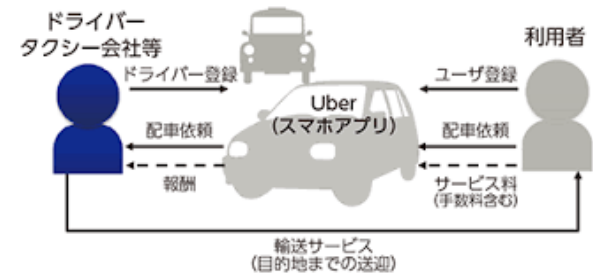 ドライバー
タクシー会社等
利用者
ドライバー登録
ユーザ登録
Uber
(スマホアプリ)
配車依頼
配車依頼
報酬
サービス料
(手数料含む)
輸送サービス
(目的地までの送迎)